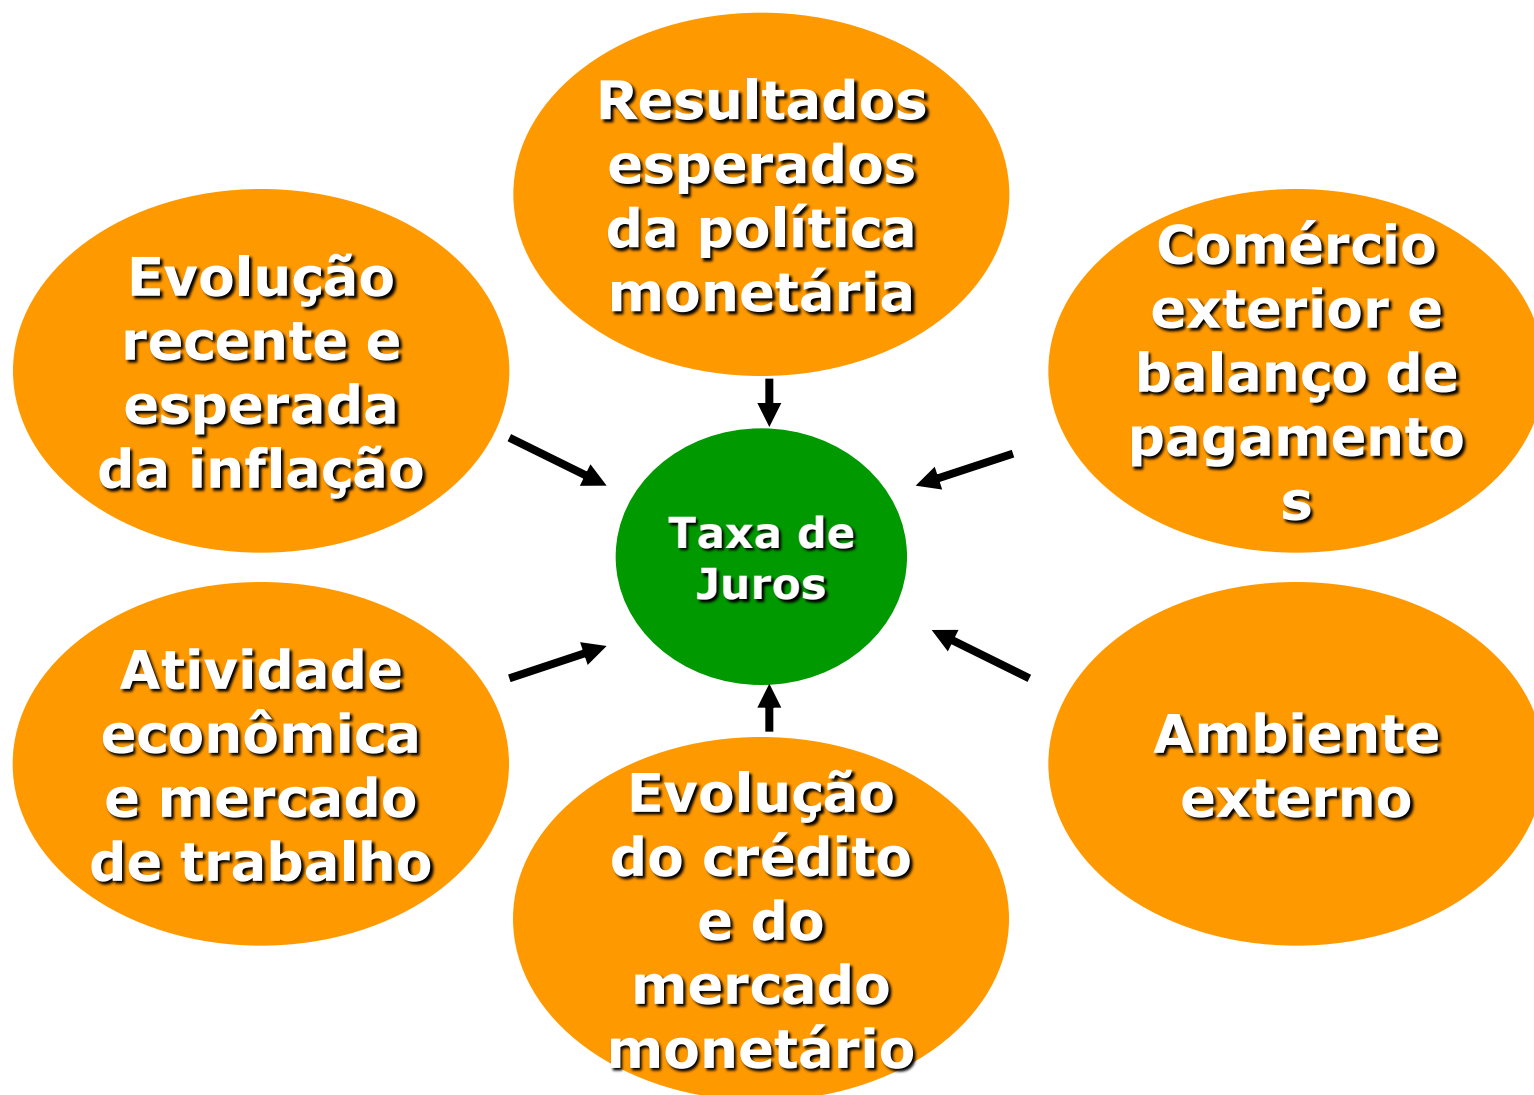 Resultados
esperados
da política
monetária
Evolução
recente e
esperada
da inflação
Comércio
exterior e
balanço de
pagamento
s
Taxa de
Juros
Atividade
econômica
e mercado
de trabalho
Ambiente
externo
Evolução
do crédito
e do
mercado
monetário